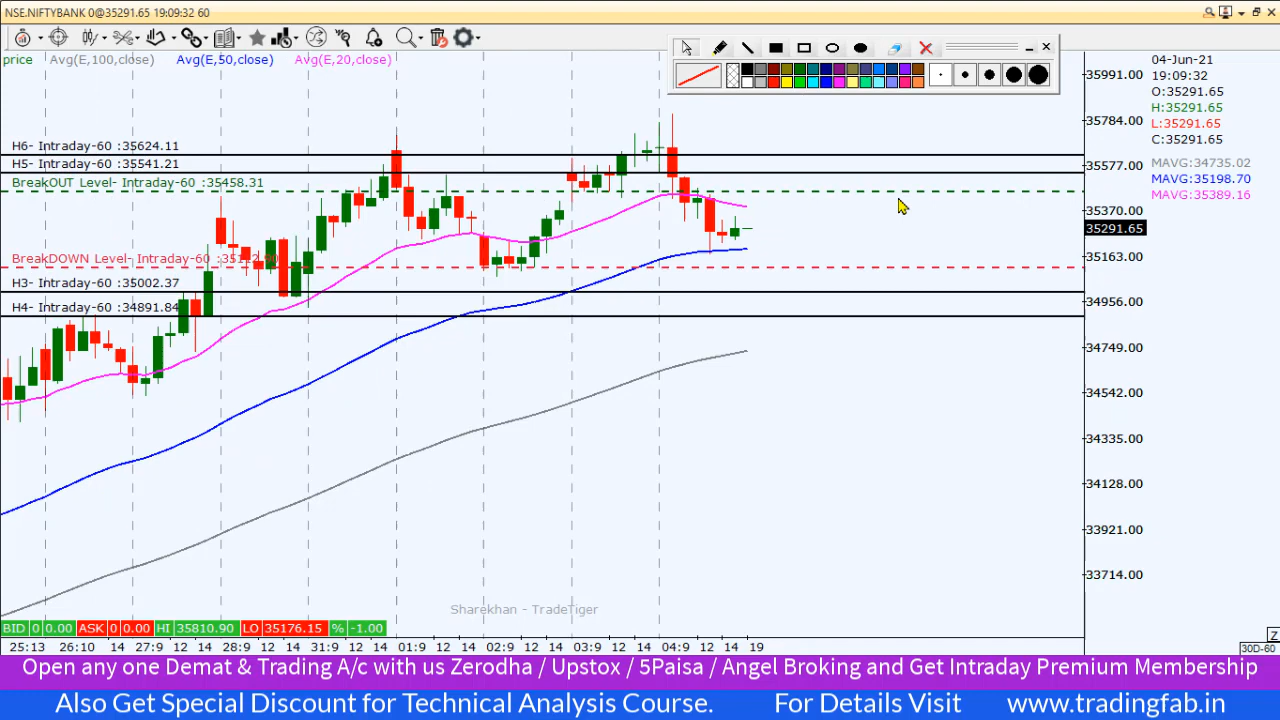 NSE.NIFTYBANK 0@35291.65 19:09:32 60
price Avg(E,100,close) Avg(E,50,close) Avg(E,20,close)
04-Jun-21
19:09:32
O:35291.65
H:35291.65
L:35291.65
C:35291.65
MAVG:34735.02
MAVG:35198.70
MAVG:35389.16
35991.00
35784.00
35577.00
35370.00
35291.65
35163.00
34956.00
34749.00
34542.00
34335.00
34128.00
33921.00
33714.00
H6- Intraday-60 :35624.11
H5- Intraday-60 :35541.21
BreakOUT Level- Intraday-60 :35458.31
BreakDOWN Level- Intraday-60
H3- Intraday-60 :35002.37
H4- Intraday-60 :34891.84
Sharekhan - TradeTiger
BID 0 0.00 ASK 0 0.00 HI 35810.90 LO 35176.15 % -1.00
25:13 26:10 14 27:9 12 14 28:9 12 14 31:9 12 14 01:9 12 14 02:9 12 14 03:9 12 14 04:9 12 14 19
Z
30D-60
Open any one Demat & Trading A/c with us Zerodha / Upstox / 5Paisa / Angel Broking and Get Intraday Premium Membership
Also Get Special Discount for Technical Analysis Course. For Details Visit www.tradingfab.in